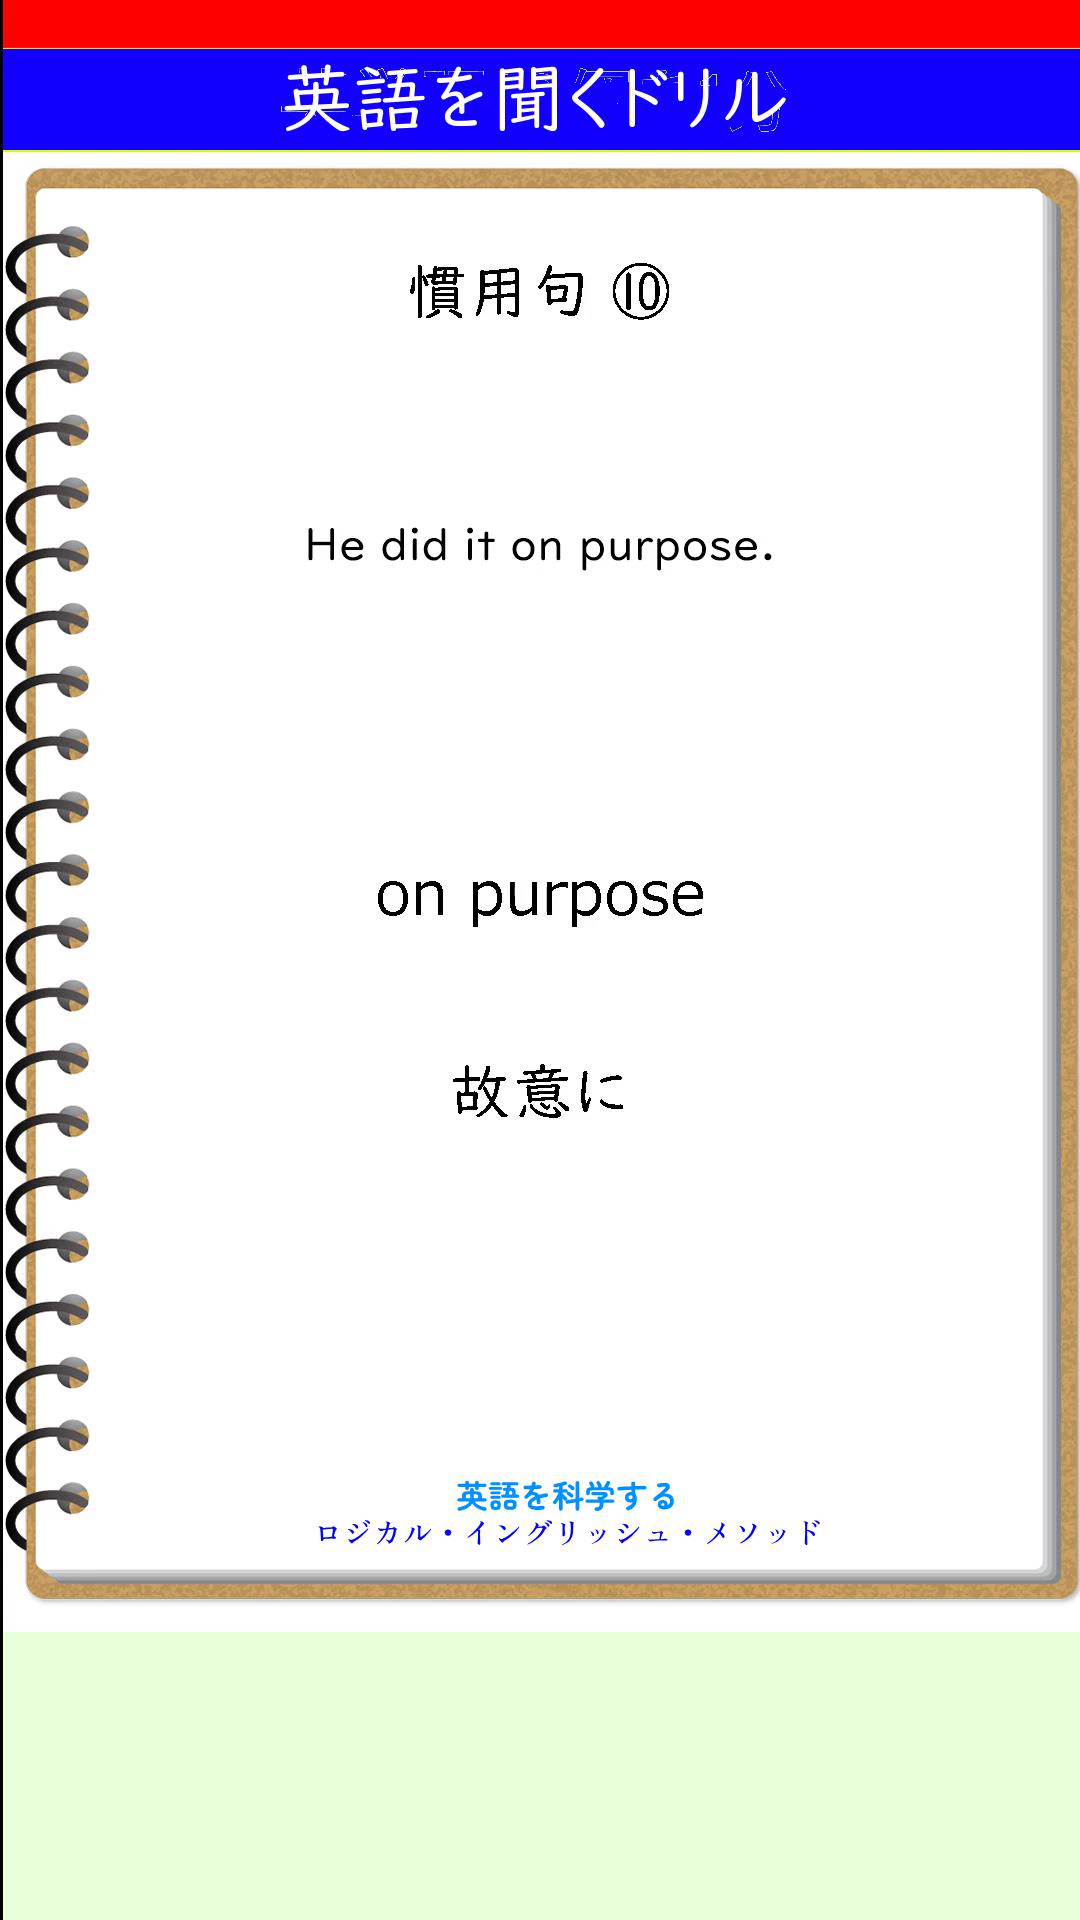 英語を聞くドリル
慣用句 ⑩
He did it on purpose.
on purpose
故意に
英語を科学する
ロジカル・イングリッシュ・メソッド